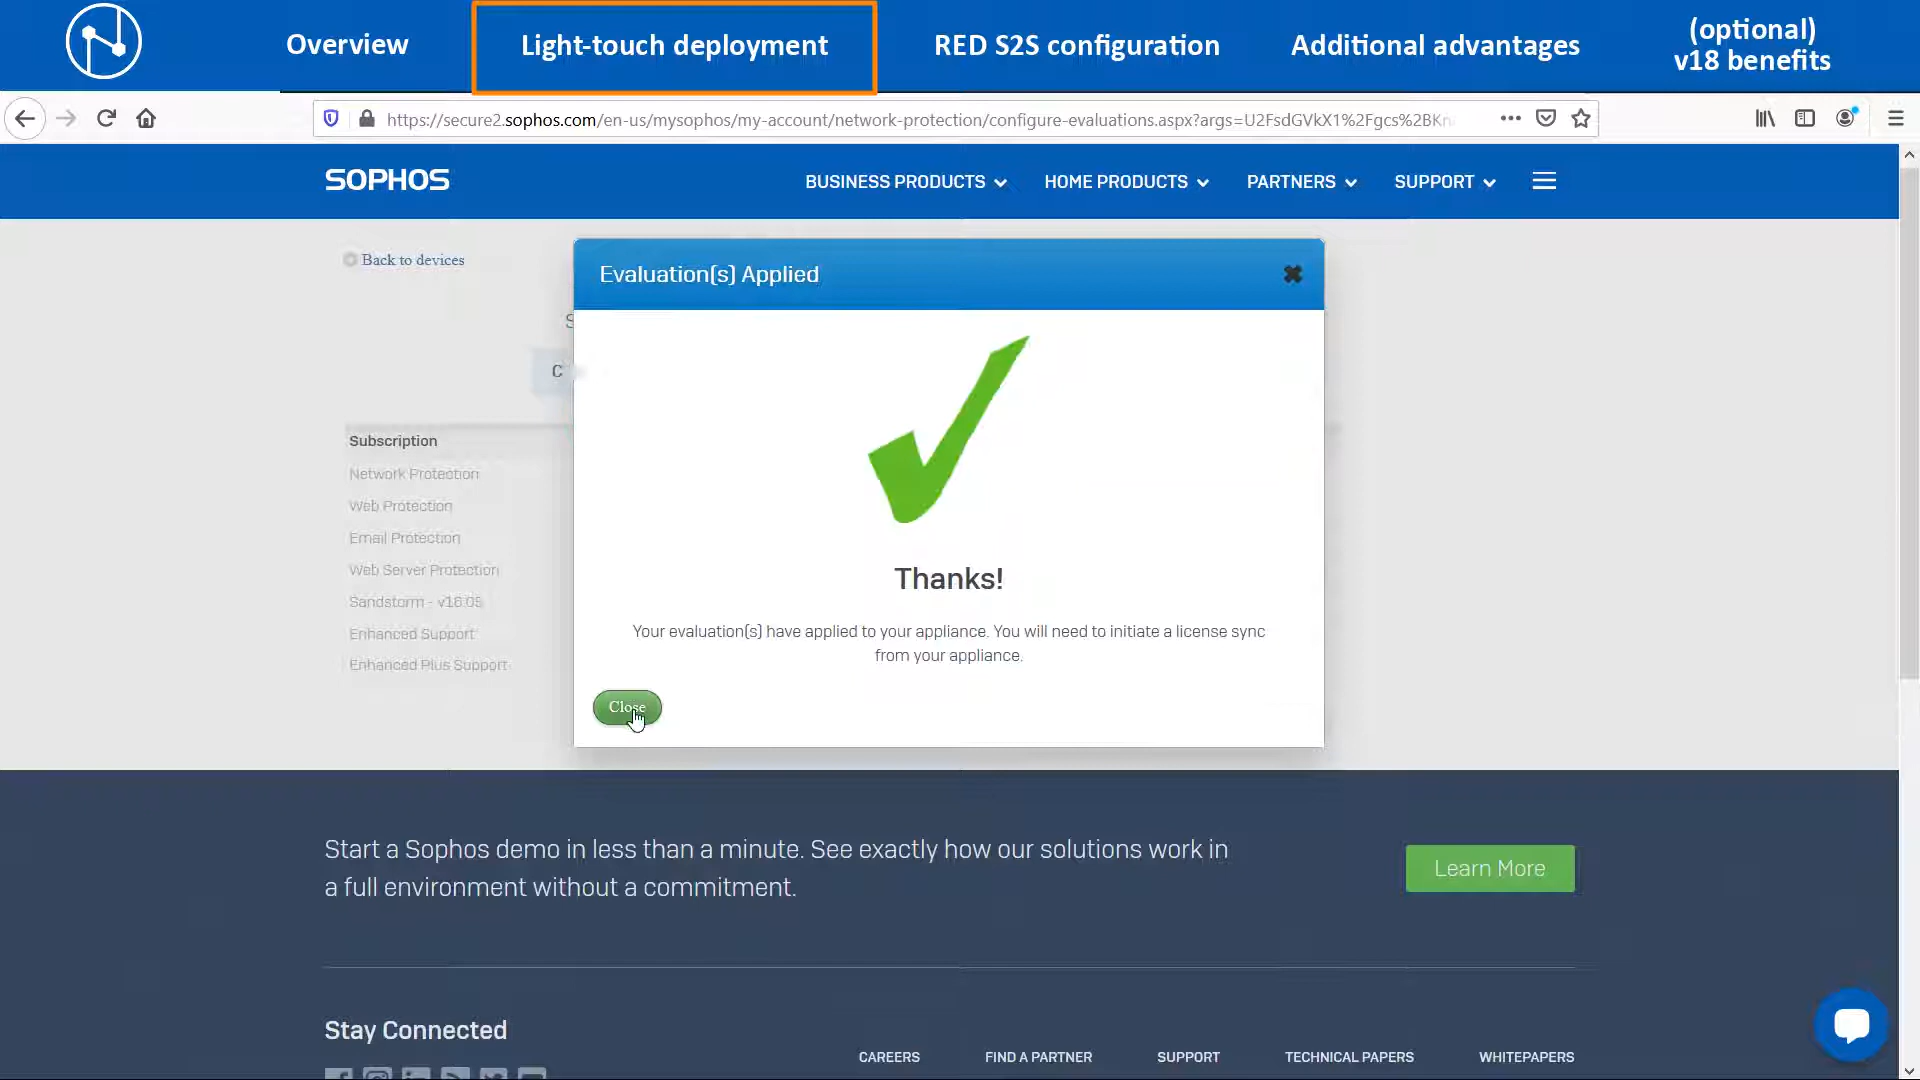 Overview
Light-touch deployment
RED S2S configuration
Additional advantages
(optional)
v18 benefits
https://secure2.sophos.com/en-us/mysophos/my-account/network-protection/configure-evaluations.aspx?args=U2FsdGVkX1%2Fgcs%2BKn
SOPHOS
BUSINESS PRODUCTS
HOME PRODUCTS
PARTNERS
SUPPORT
Back to devices
Evaluation(s) Applied
S
C
Subscription
Network Protection
Web Protection
Email Protection
Web Server Protection
Sandstorm - v16.05
Enhanced Support
Enhanced Plus Support
Thanks!
Your evaluation(s) have applied to your appliance. You will need to initiate a license sync
from your appliance.
Close
Start a Sophos demo in less than a minute. See exactly how our solutions work in
a full environment without a commitment.
Learn More
Stay Connected
CAREERS
FIND A PARTNER
SUPPORT
TECHNICAL PAPERS
WHITEPAPERS